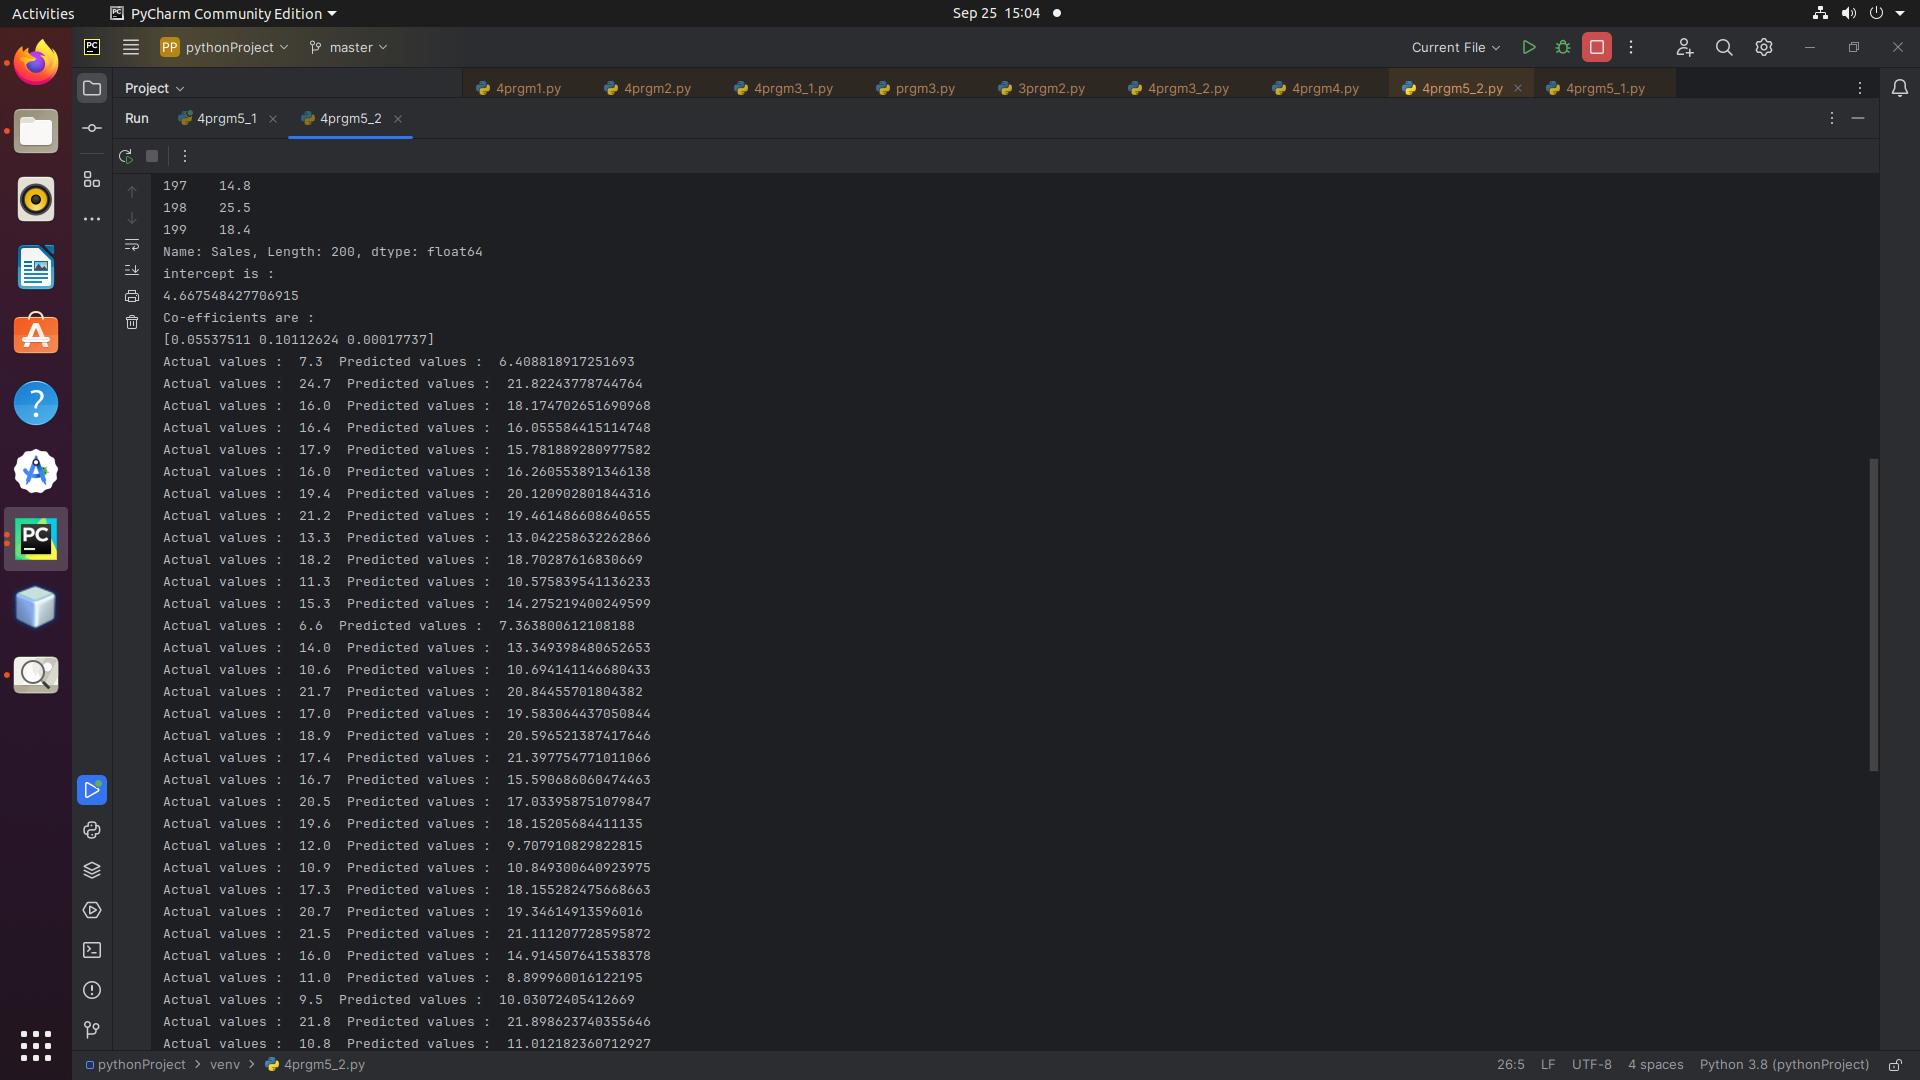 Activities PyCharm Community Edition Sep 25 15:04
PC PP pythonProject master Current File
Project 4prgm1.py 4prgm2.py 4prgm3_1.py prgm3.py 3prgm2.py 4prgm3_2.py 4prgm4.py 4prgm5_2.py 4prgm5_1.py
Run 4prgm5_1 4prgm5_2
197 14.8
198 25.5
199 18.4
Name: Sales, Length: 200, dtype: float64
intercept is :
4.667548427706915
Co-efficients are :
[0.05537511 0.10112624 0.00017737]
Actual values : 7.3 Predicted values : 6.408818917251693
Actual values : 24.7 Predicted values : 21.82243778744764
Actual values : 16.0 Predicted values : 18.174702651690968
Actual values : 16.4 Predicted values : 16.055584415114748
Actual values : 17.9 Predicted values : 15.781889280977582
Actual values : 16.0 Predicted values : 16.260553891346138
Actual values : 19.4 Predicted values : 20.120902801844316
Actual values : 21.2 Predicted values : 19.461486608640655
Actual values : 13.3 Predicted values : 13.042258632262866
Actual values : 18.2 Predicted values : 18.70287616830669
Actual values : 11.3 Predicted values : 10.575839541136233
Actual values : 15.3 Predicted values : 14.275219400249599
Actual values : 6.6 Predicted values : 7.363800612108188
Actual values : 14.0 Predicted values : 13.349398480652653
Actual values : 10.6 Predicted values : 10.694141146680433
Actual values : 21.7 Predicted values : 20.84455701804382
Actual values : 17.0 Predicted values : 19.583064437050844
Actual values : 18.9 Predicted values : 20.596521387417646
Actual values : 17.4 Predicted values : 21.397754771011066
Actual values : 16.7 Predicted values : 15.590686060474463
Actual values : 20.5 Predicted values : 17.033958751079847
Actual values : 19.6 Predicted values : 18.15205684411135
Actual values : 12.0 Predicted values : 9.707910829822815
Actual values : 10.9 Predicted values : 10.849300640923975
Actual values : 17.3 Predicted values : 18.155282475668663
Actual values : 20.7 Predicted values : 19.34614913596016
Actual values : 21.5 Predicted values : 21.111207728595872
Actual values : 16.0 Predicted values : 14.914507641538378
Actual values : 11.0 Predicted values : 8.899960016122195
Actual values : 9.5 Predicted values : 10.03072405412669
Actual values : 21.8 Predicted values : 21.898623740355646
Actual values : 10.8 Predicted values : 11.012182360712927
PC
pythonProject > venv > 4prgm5_2.py 26:5 LF UTF-8 4 spaces Python 3.8 (pythonProject)